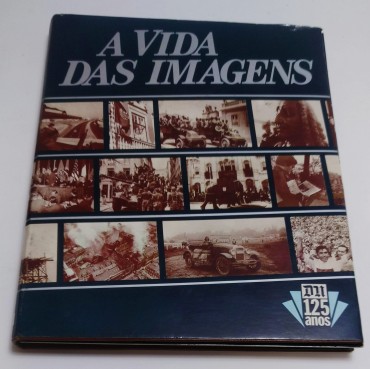 A VIDA
DAS IMAGENS
DN
125
anos